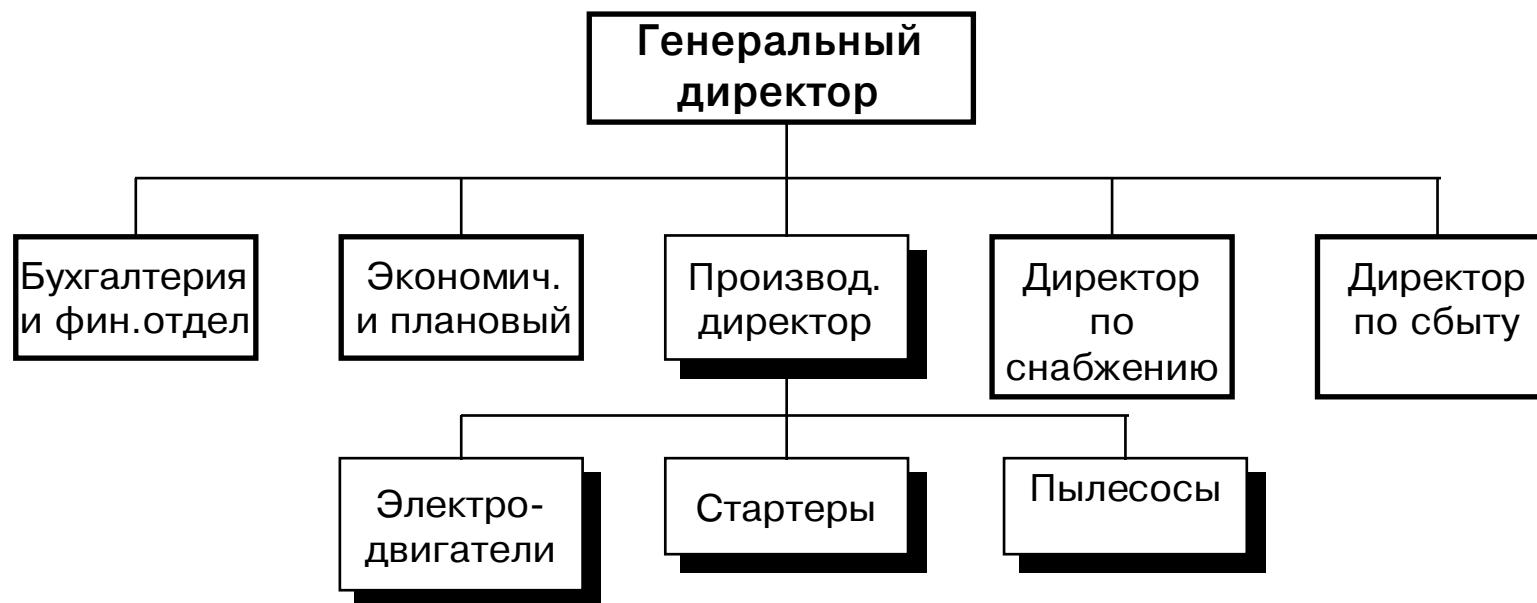 Генеральный
директор
Бухгалтерия
и фин.отдел
Экономич.
и плановый
Производ.
директор
Директор
по
снабжению
Директор
по сбыту
Электро-
двигатели
Стартеры
Пылесосы